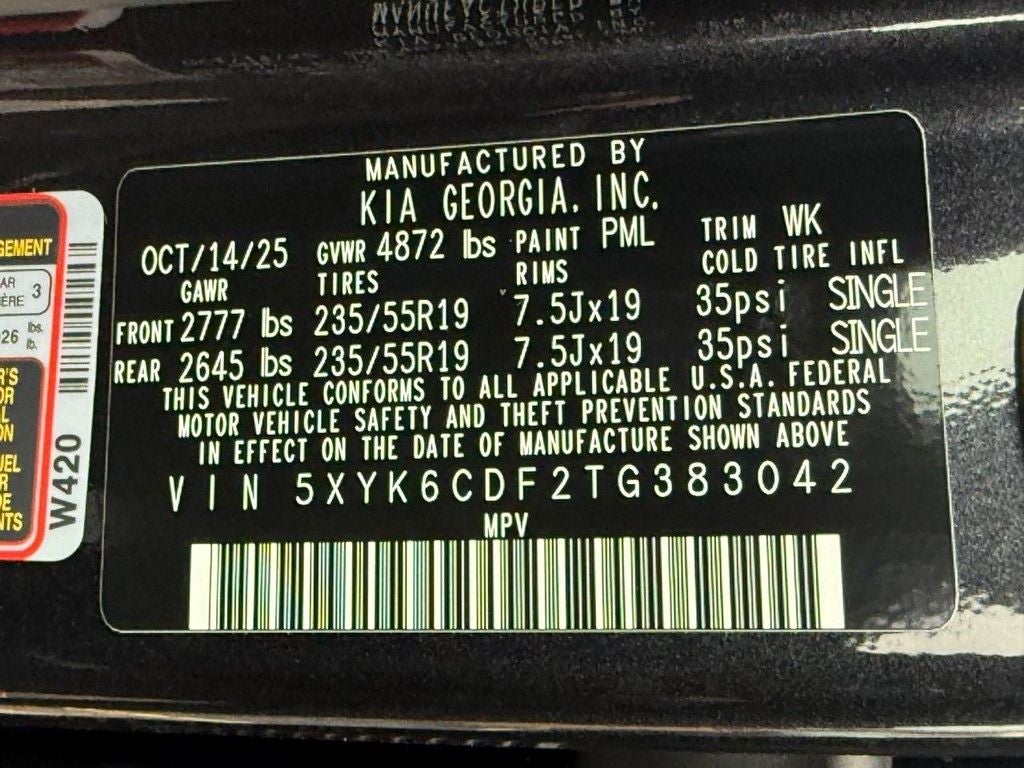 MANUFACTURED BY
KIA GEORGIA. INC.
OCT/14/25 GVWR 4872 lbs PAINT PML TRIM WK
GAWR TIRES RIMS COLD TIRE INFL
FRONT 2777 lbs 235/55R19 7.5Jx19 35psi SINGLE
REAR 2645 lbs 235/55R19 7.5Jx19 35psi SINGLE
THIS VEHICLE CONFORMS TO ALL APPLICABLE U.S.A. FEDERAL
MOTOR VEHICLE SAFETY AND THEFT PREVENTION STANDARDS
IN EFFECT ON THE DATE OF MANUFACTURE SHOWN ABOVE
VIN 5XYK6CDF2TG383042
MPV
3
lbs.
lb.
W420